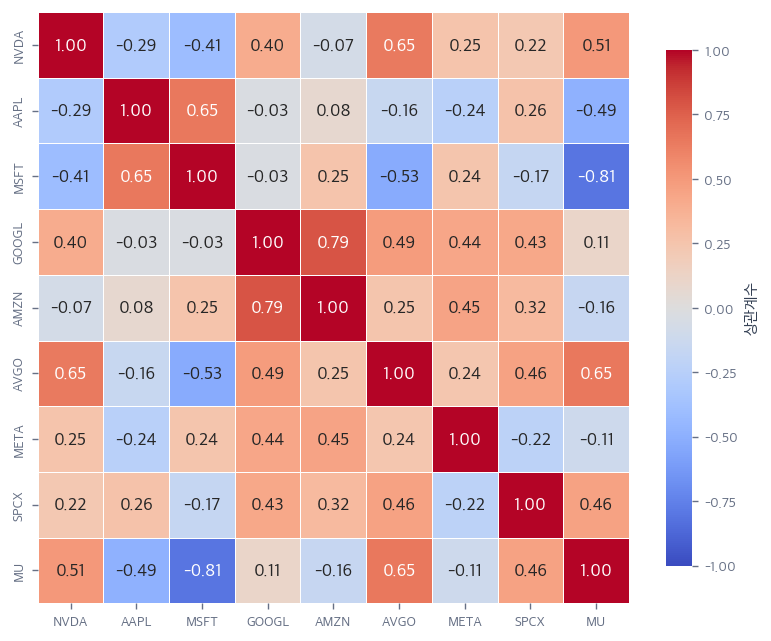 NVDA 1.00 -0.29 -0.41 0.40 -0.07 0.65 0.25 0.22 0.51
AAPL -0.29 1.00 0.65 -0.03 0.08 -0.16 -0.24 0.26 -0.49
MSFT -0.41 0.65 1.00 -0.03 0.25 -0.53 0.24 -0.17 -0.81
GOOGL 0.40 -0.03 -0.03 1.00 0.79 0.49 0.44 0.43 0.11
AMZN -0.07 0.08 0.25 0.79 1.00 0.25 0.45 0.32 -0.16
AVGO 0.65 -0.16 -0.53 0.49 0.25 1.00 0.24 0.46 0.65
META 0.25 -0.24 0.24 0.44 0.45 0.24 1.00 -0.22 -0.11
SPCX 0.22 0.26 -0.17 0.43 0.32 0.46 -0.22 1.00 0.46
MU 0.51 -0.49 -0.81 0.11 -0.16 0.65 -0.11 0.46 1.00
NVDA AAPL MSFT GOOGL AMZN AVGO META SPCX MU
1.00
0.75
0.50
0.25
0.00
-0.25
-0.50
-0.75
-1.00
상관계수